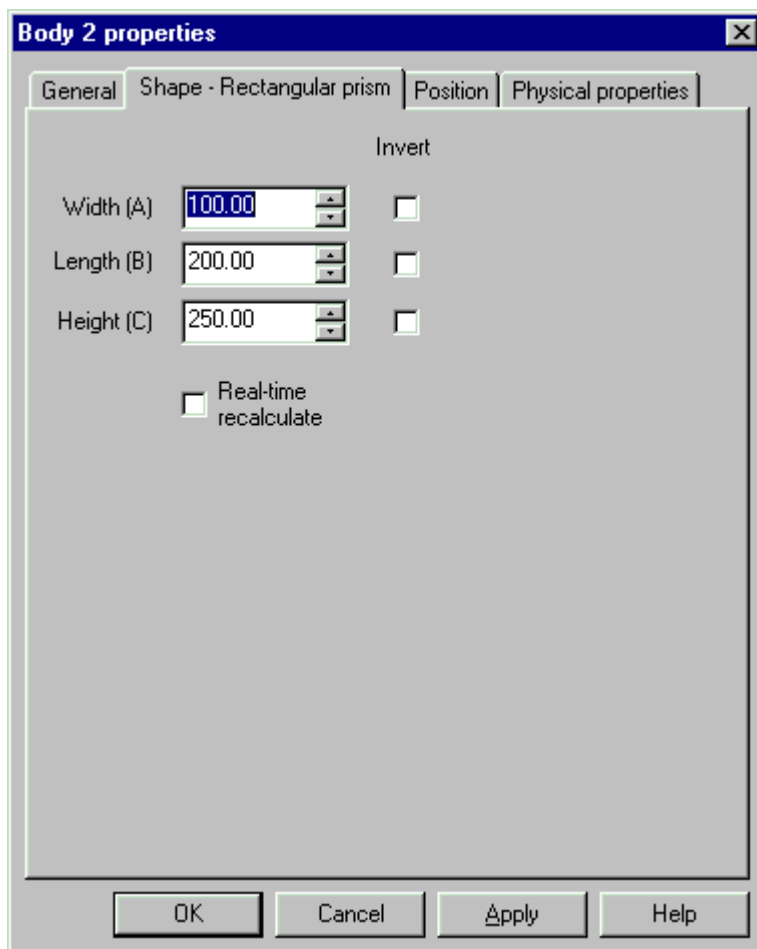 Body 2 properties
General Shape - Rectangular prism Position Physical properties
Invert
Width (A) 100.00
Length (B) 200.00
Height (C) 250.00
Real-time
recalculate
OK Cancel Apply Help